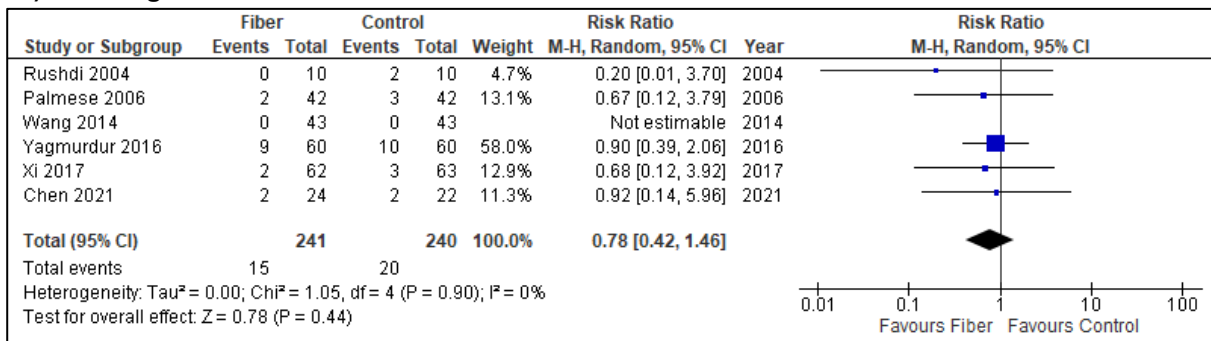 Fiber Control Risk Ratio Risk Ratio
Study or Subgroup Events Total Events Total Weight M-H, Random, 95% CI Year M-H, Random, 95% CI
Rushdi 2004 0 10 2 10 4.7% 0.20 [0.01, 3.70] 2004
Palmese 2006 2 42 3 42 13.1% 0.67 [0.12, 3.79] 2006
Wang 2014 0 43 0 43 Not estimable 2014
Yagmurdur 2016 9 60 10 60 58.0% 0.90 [0.39, 2.06] 2016
Xi 2017 2 62 3 63 12.9% 0.68 [0.12, 3.92] 2017
Chen 2021 2 24 2 22 11.3% 0.92 [0.14, 5.96] 2021
Total (95% CI) 241 240 100.0% 0.78 [0.42, 1.46]
Total events 15 20
Heterogeneity: Tau² = 0.00; Chi² = 1.05, df = 4 (P = 0.90); I² = 0%
Test for overall effect: Z = 0.78 (P = 0.44)
0.01 0.1 1 10 100
Favours Fiber Favours Control